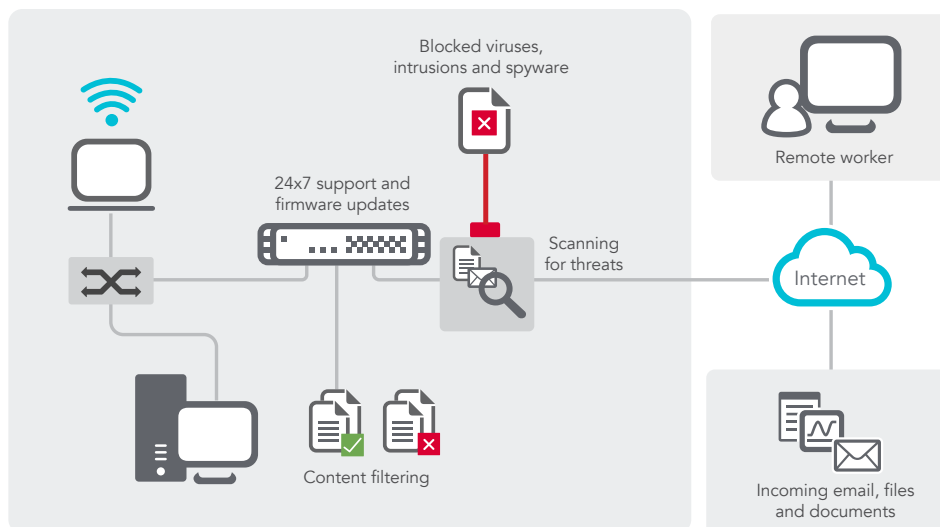 Blocked viruses,
intrusions and spyware
Remote worker
24x7 support and
firmware updates
Scanning
for threats
Internet
Content filtering
Incoming email, files
and documents